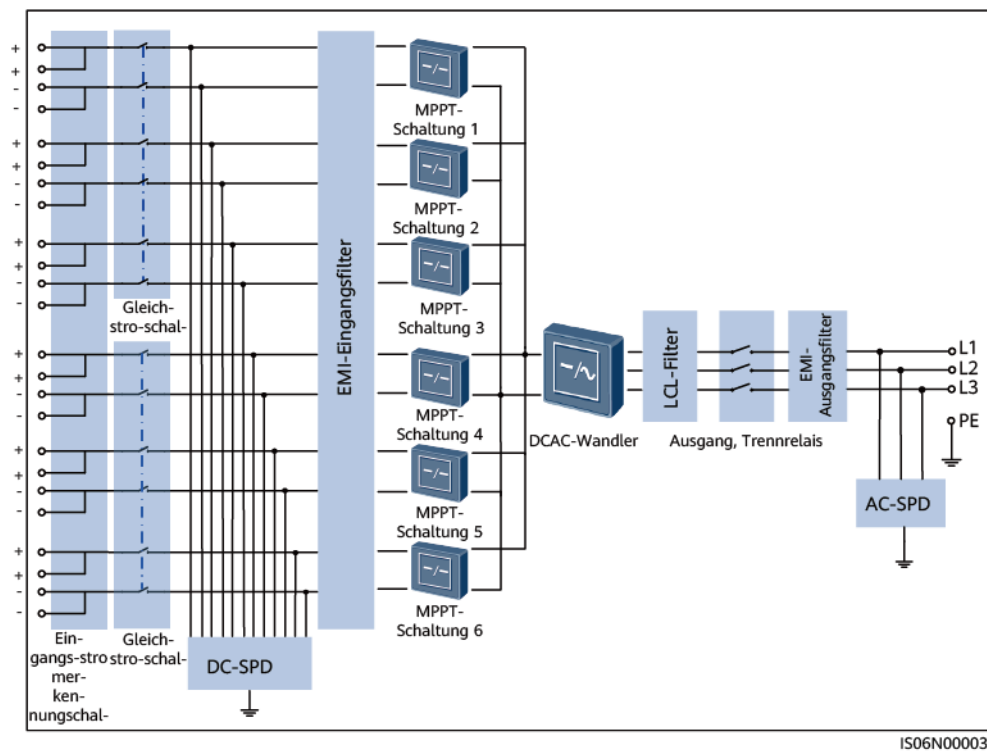 +
+
-
-
+
+
-
-
+
+
-
-
+
+
-
-
+
+
-
-
+
+
-
-
Gleich-
stro-schal-
Ein-
gangs-stro
mer-
ken-
nungschal-
Gleich-
stro-schal-
DC-SPD
EMI-Eingangsfilter
MPPT-
Schaltung 1
MPPT-
Schaltung 2
MPPT-
Schaltung 3
MPPT-
Schaltung 4
MPPT-
Schaltung 5
MPPT-
Schaltung 6
DCAC-Wandler
LCL-Filter
Ausgang, Trennrelais
EMI-
Ausgangsfilter
L1
L2
L3
PE
AC-SPD
IS06N00003